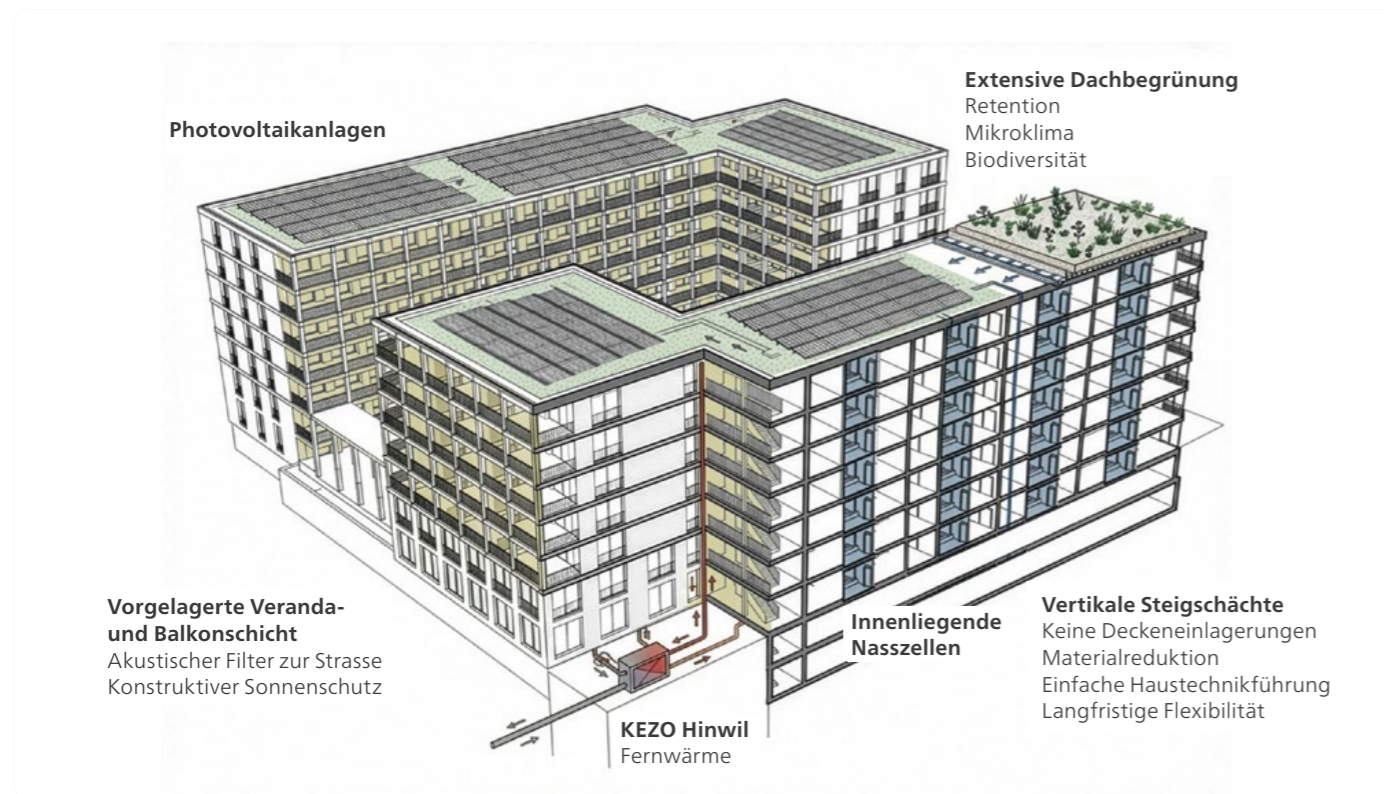 Photovoltaikanlagen
Extensive Dachbegrünung
Retention
Mikroklima
Biodiversität
Vorgelagerte Veranda-
und Balkonschicht
Akustischer Filter zur Strasse
Konstruktiver Sonnenschutz
KEZO Hinwil
Fernwärme
Innenliegende
Nasszellen
Vertikale Steigschächte
Keine Deckeneinlagerungen
Materialreduktion
Einfache Haustechnikführung
Langfristige Flexibilität